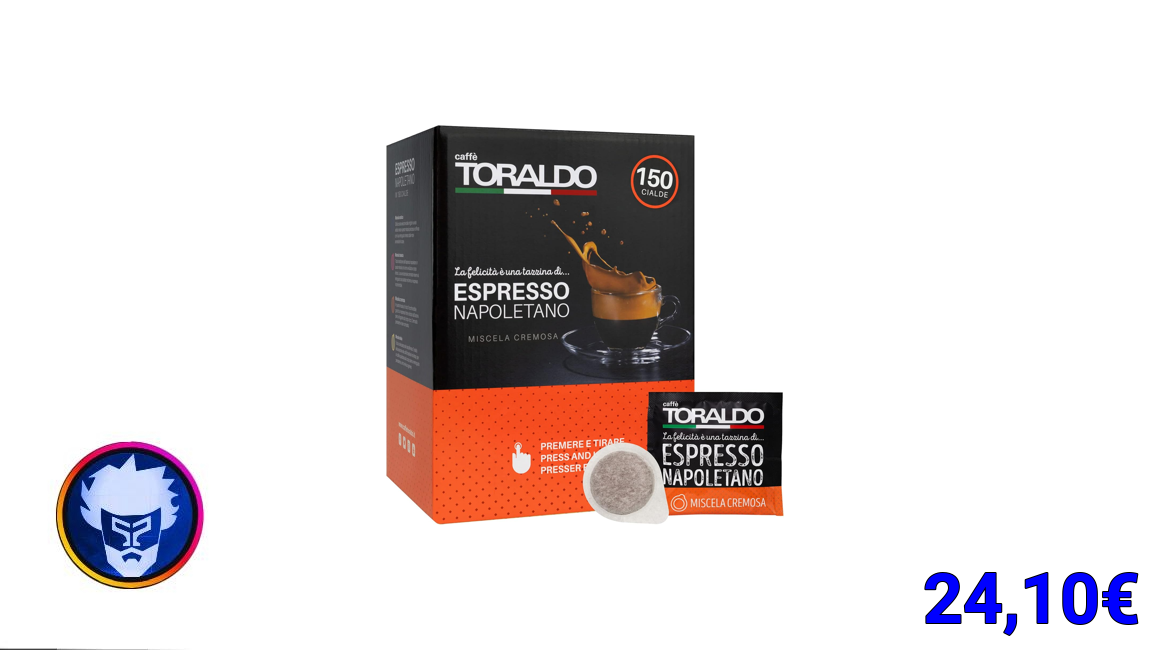 caffè
TORALDO
150
CIALDE
La felicità è una tazzina di...
ESPRESSO
NAPOLETANO
MISCELA CREMOSA
PREMERE E TIRARE
PRESS AND
PRESSER
ESPRESSO
NAPOLETANO
caffè
TORALDO
La felicità è una tazzina di...
ESPRESSO
NAPOLETANO
MISCELA CREMOSA
24,10€